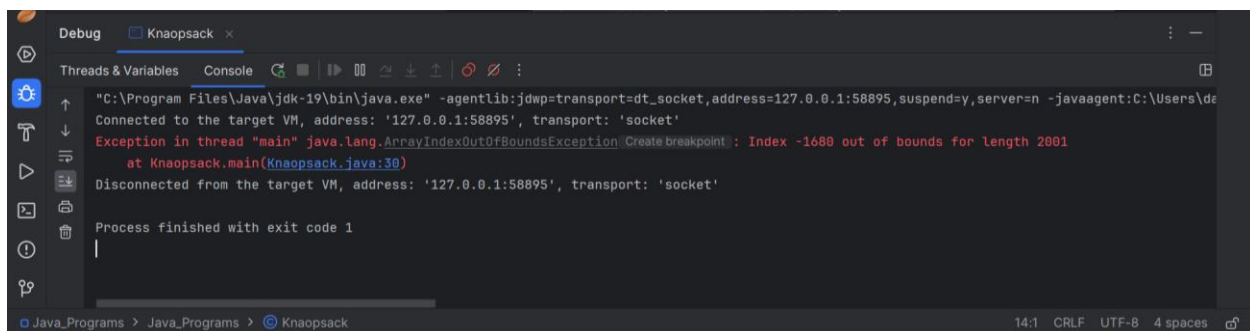 Debug Knaopsack
Threads & Variables Console
"C:\Program Files\Java\jdk-19\bin\java.exe" -agentlib:jdwp=transport=dt_socket,address=127.0.0.1:58895,suspend=y,server=n -javaagent:C:\Users\da
Connected to the target VM, address: '127.0.0.1:58895', transport: 'socket'
Exception in thread "main" java.lang.ArrayIndexOutOfBoundsException Create breakpoint : Index -1680 out of bounds for length 2001
at Knaopsack.main(Knaopsack.java:30)
Disconnected from the target VM, address: '127.0.0.1:58895', transport: 'socket'
Process finished with exit code 1
Java_Programs > Java_Programs > Knaopsack 14:1 CRLF UTF-8 4 spaces